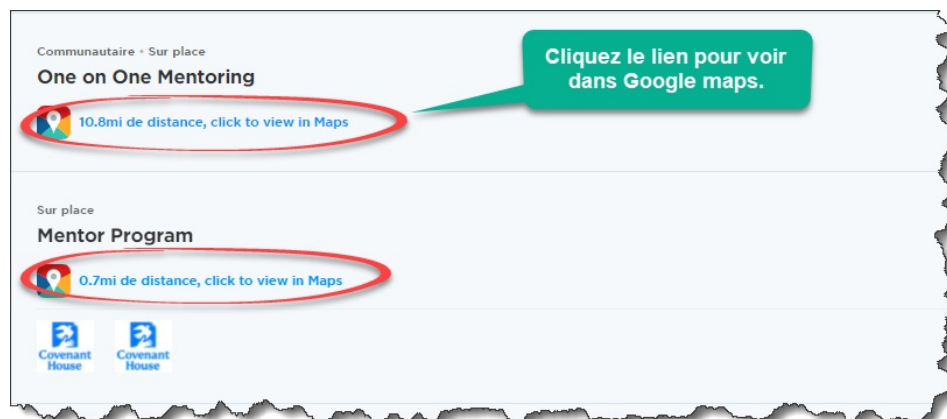 Communautaire • Sur place
One on One Mentoring
10.8mi de distance, click to view in Maps
Cliquez le lien pour voir
dans Google maps.
Sur place
Mentor Program
0.7mi de distance, click to view in Maps
Covenant
House
Covenant
House